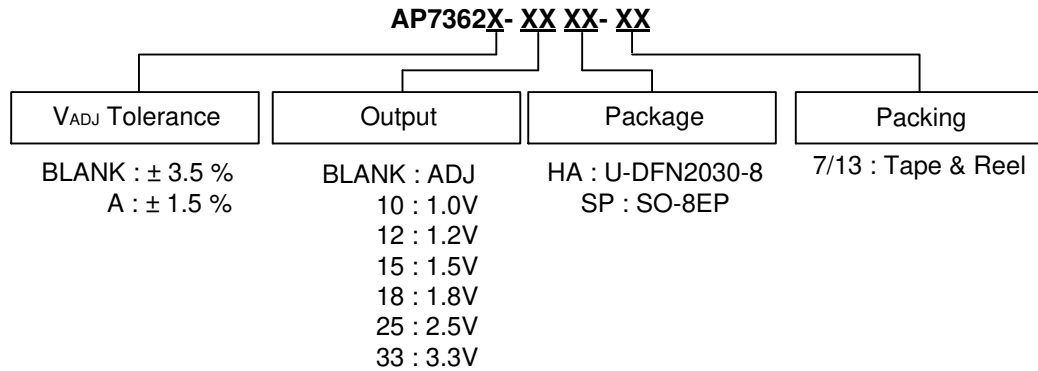 AP7362X- XX XX- XX
VADJ Tolerance
BLANK : ± 3.5 %
A : ± 1.5 %
Output
BLANK : ADJ
10 : 1.0V
12 : 1.2V
15 : 1.5V
18 : 1.8V
25 : 2.5V
33 : 3.3V
Package
HA : U-DFN2030-8
SP : SO-8EP
Packing
7/13 : Tape & Reel